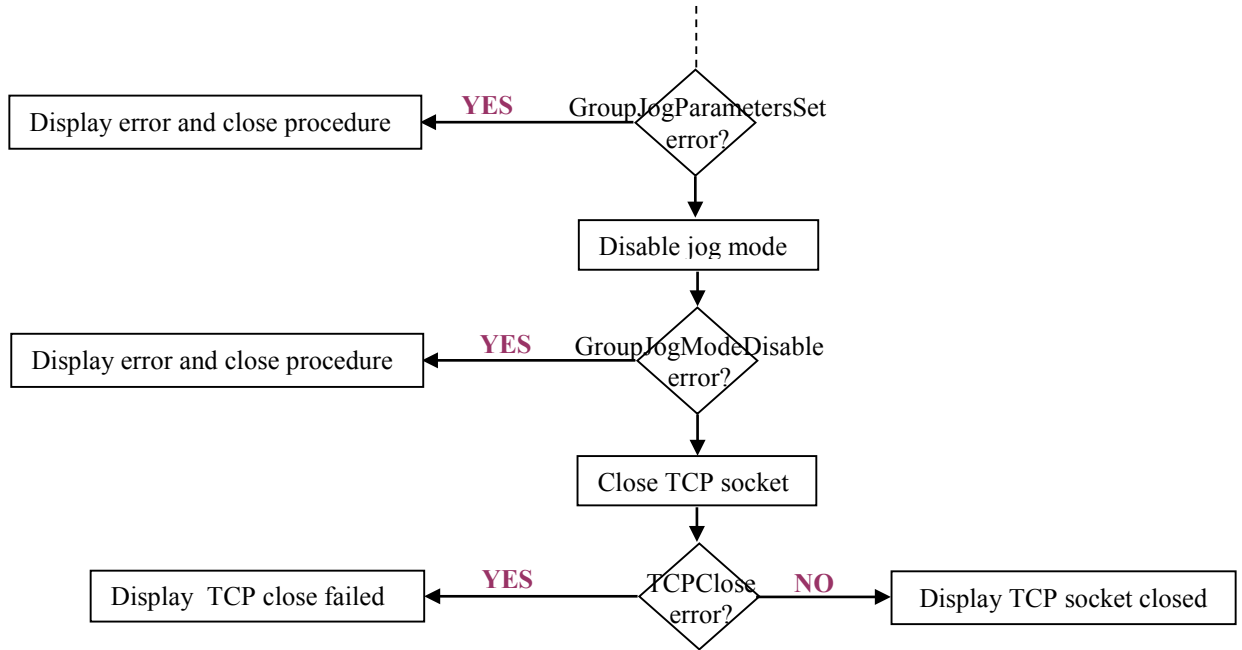 YES
GroupJogParametersSet
error?
Display error and close procedure
Disable jog mode
YES
GroupJogModeDisable
error?
Display error and close procedure
Close TCP socket
YES
TCPClose
error?
NO
Display TCP close failed
Display TCP socket closed